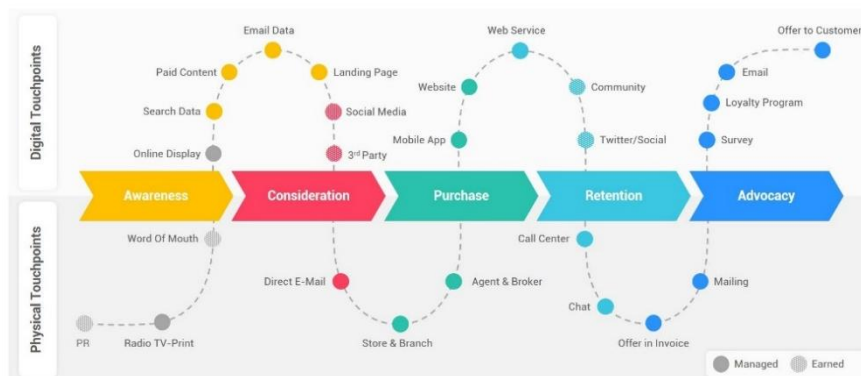 Digital Touchpoints
Physical Touchpoints
Email Data
Web Service
Offer to Customer
Paid Content
Landing Page
Website
Community
Email
Search Data
Social Media
Loyalty Program
Online Display
3rd Party
Mobile App
Twitter/Social
Survey
Awareness
Consideration
Purchase
Retention
Advocacy
Word Of Mouth
Call Center
Direct E-Mail
Agent & Broker
Mailing
Chat
PR
Radio TV-Print
Store & Branch
Offer in Invoice
Managed
Earned